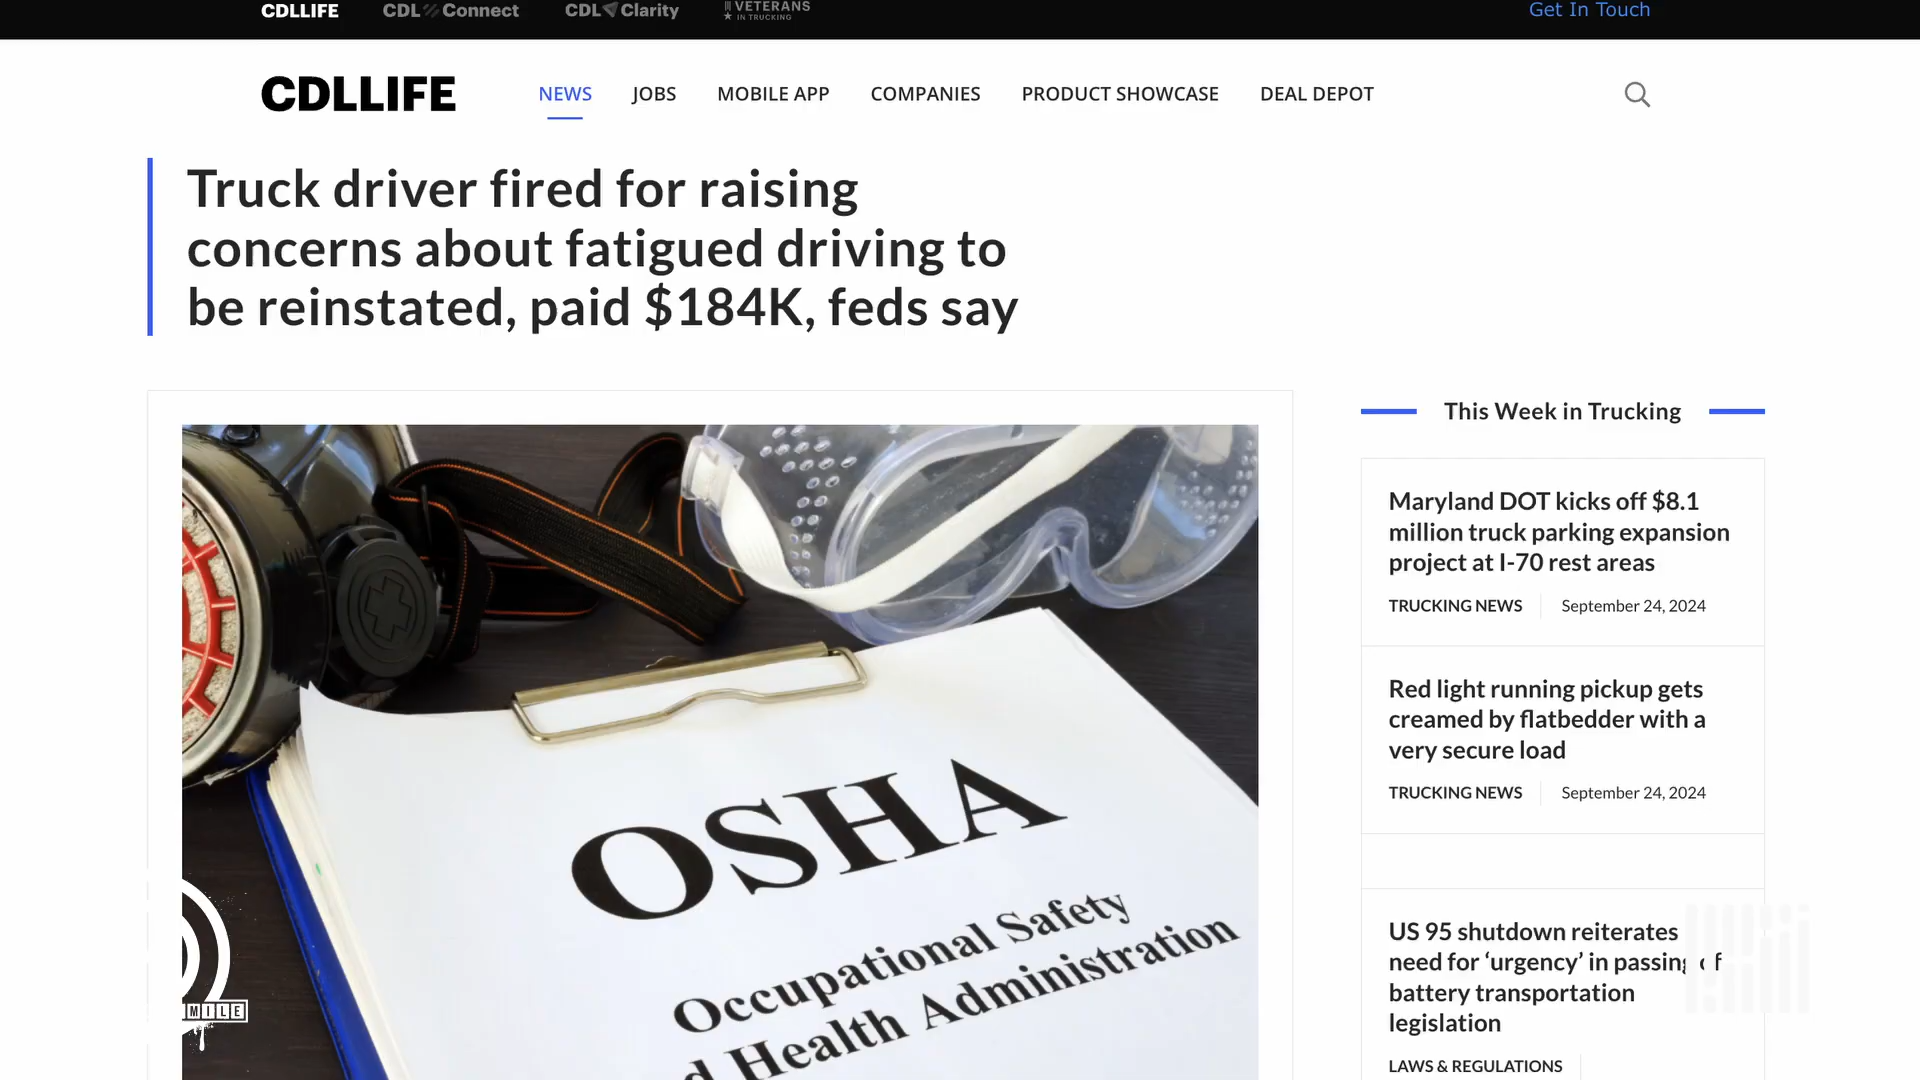 CDLLIFE
CDL Connect
CDL Clarity
VETERANS
IN TRUCKING
Get In Touch
CDLLIFE
NEWS
JOBS
MOBILE APP
COMPANIES
PRODUCT SHOWCASE
DEAL DEPOT
Truck driver fired for raising
concerns about fatigued driving to
be reinstated, paid $184K, feds say
OSHA
Occupational Safety
Health Administration
MILE
This Week in Trucking
Maryland DOT kicks off $8.1
million truck parking expansion
project at I-70 rest areas
TRUCKING NEWS
September 24, 2024
Red light running pickup gets
creamed by flatbedder with a
very secure load
TRUCKING NEWS
September 24, 2024
US 95 shutdown reiterates
need for ‘urgency’ in passing of
battery transportation
legislation
LAWS & REGULATIONS